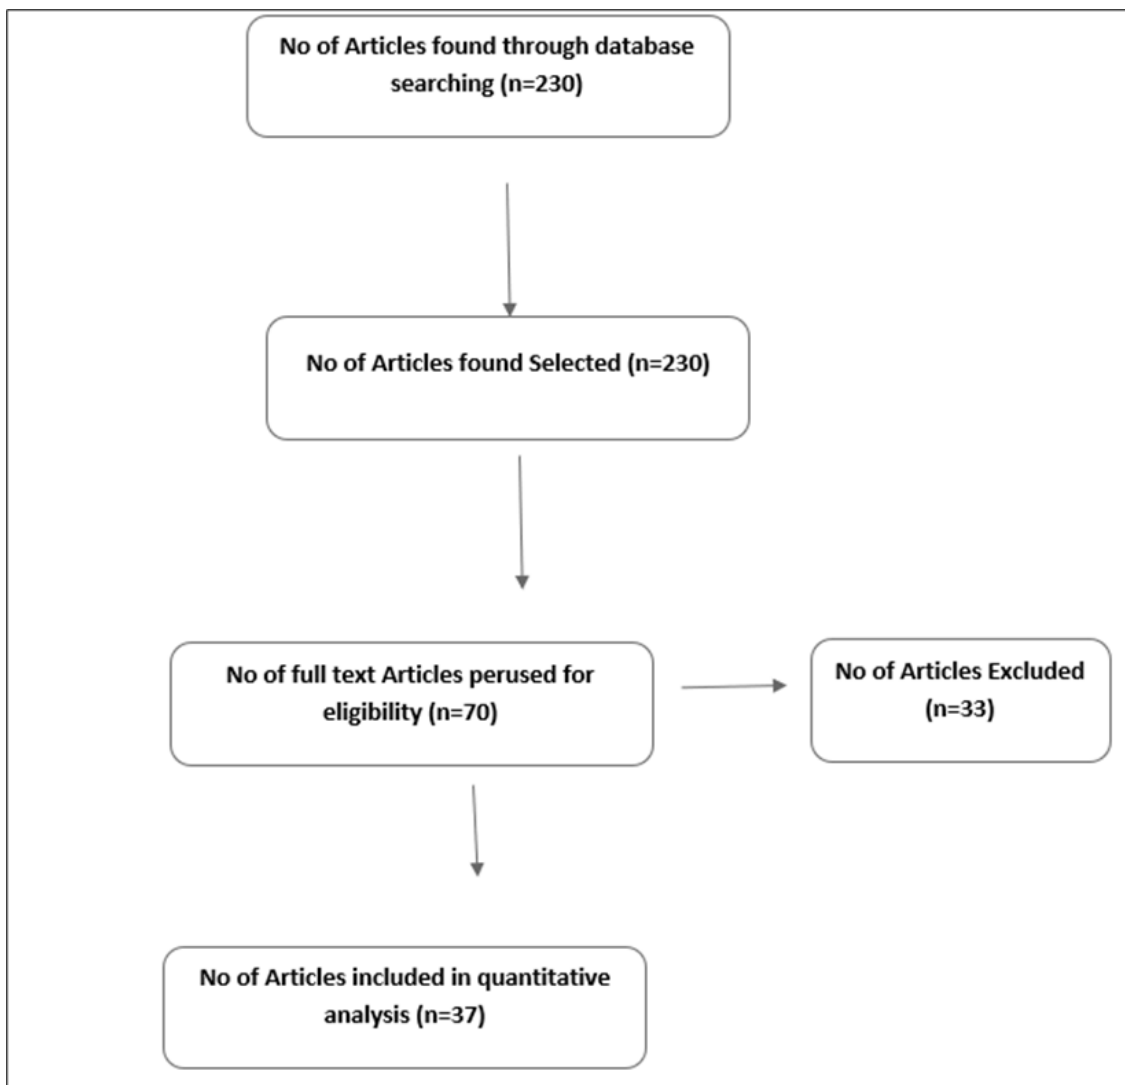 No of Articles found through database
searching (n=230)
No of Articles found Selected (n=230)
No of full text Articles perused for
eligibility (n=70)
No of Articles Excluded
(n=33)
No of Articles included in quantitative
analysis (n=37)